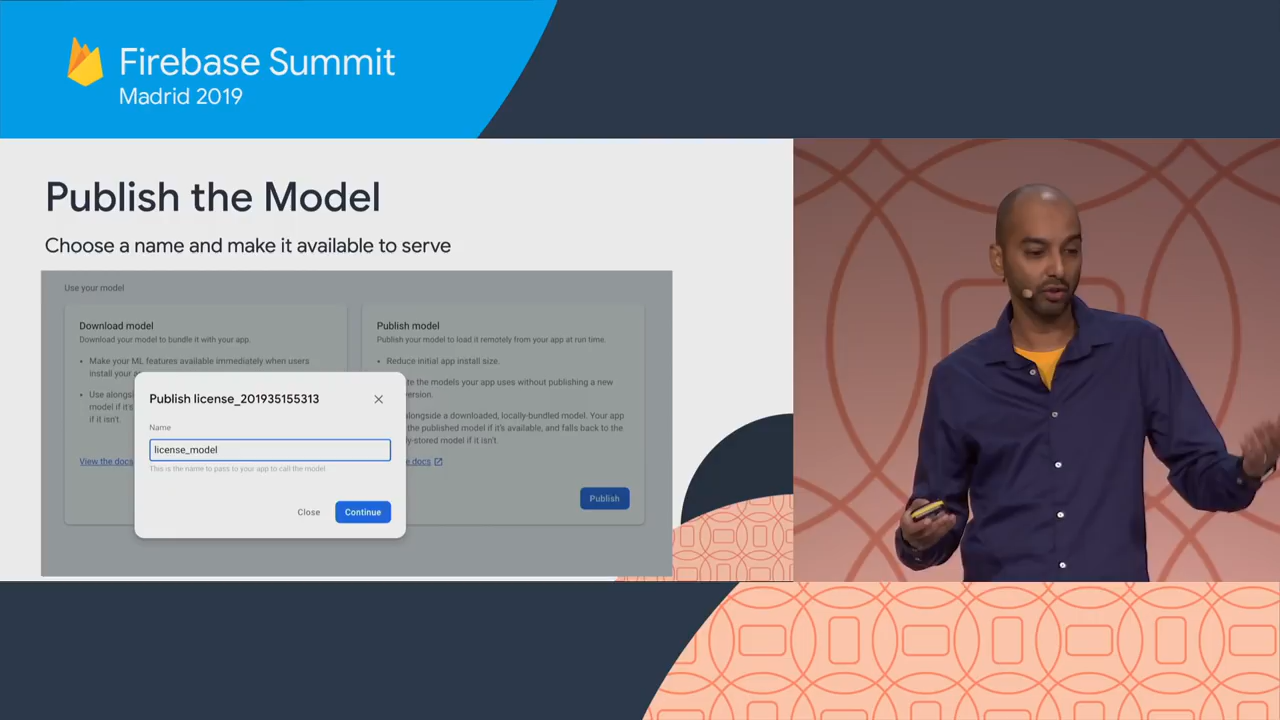 Firebase Summit
Madrid 2019
Publish the Model
Choose a name and make it available to serve
Use your model
Download model
Download your model to bundle it with your app.
• Make your ML features available immediately when users
install your
• Use alongsi
model if it's
if it isn't.
View the docs
Publish model
Publish your model to load it remotely from your app at run time.
• Reduce initial app install size.
te the models your app uses without publishing a new
ersion.
alongside a downloaded, locally-bundled model. Your app
the published model if it's available, and falls back to the
y-stored model if it isn't.
docs
Publish
Publish license_201935155313
Name
license_model
This is the name to pass to your app to call the model
Close
Continue